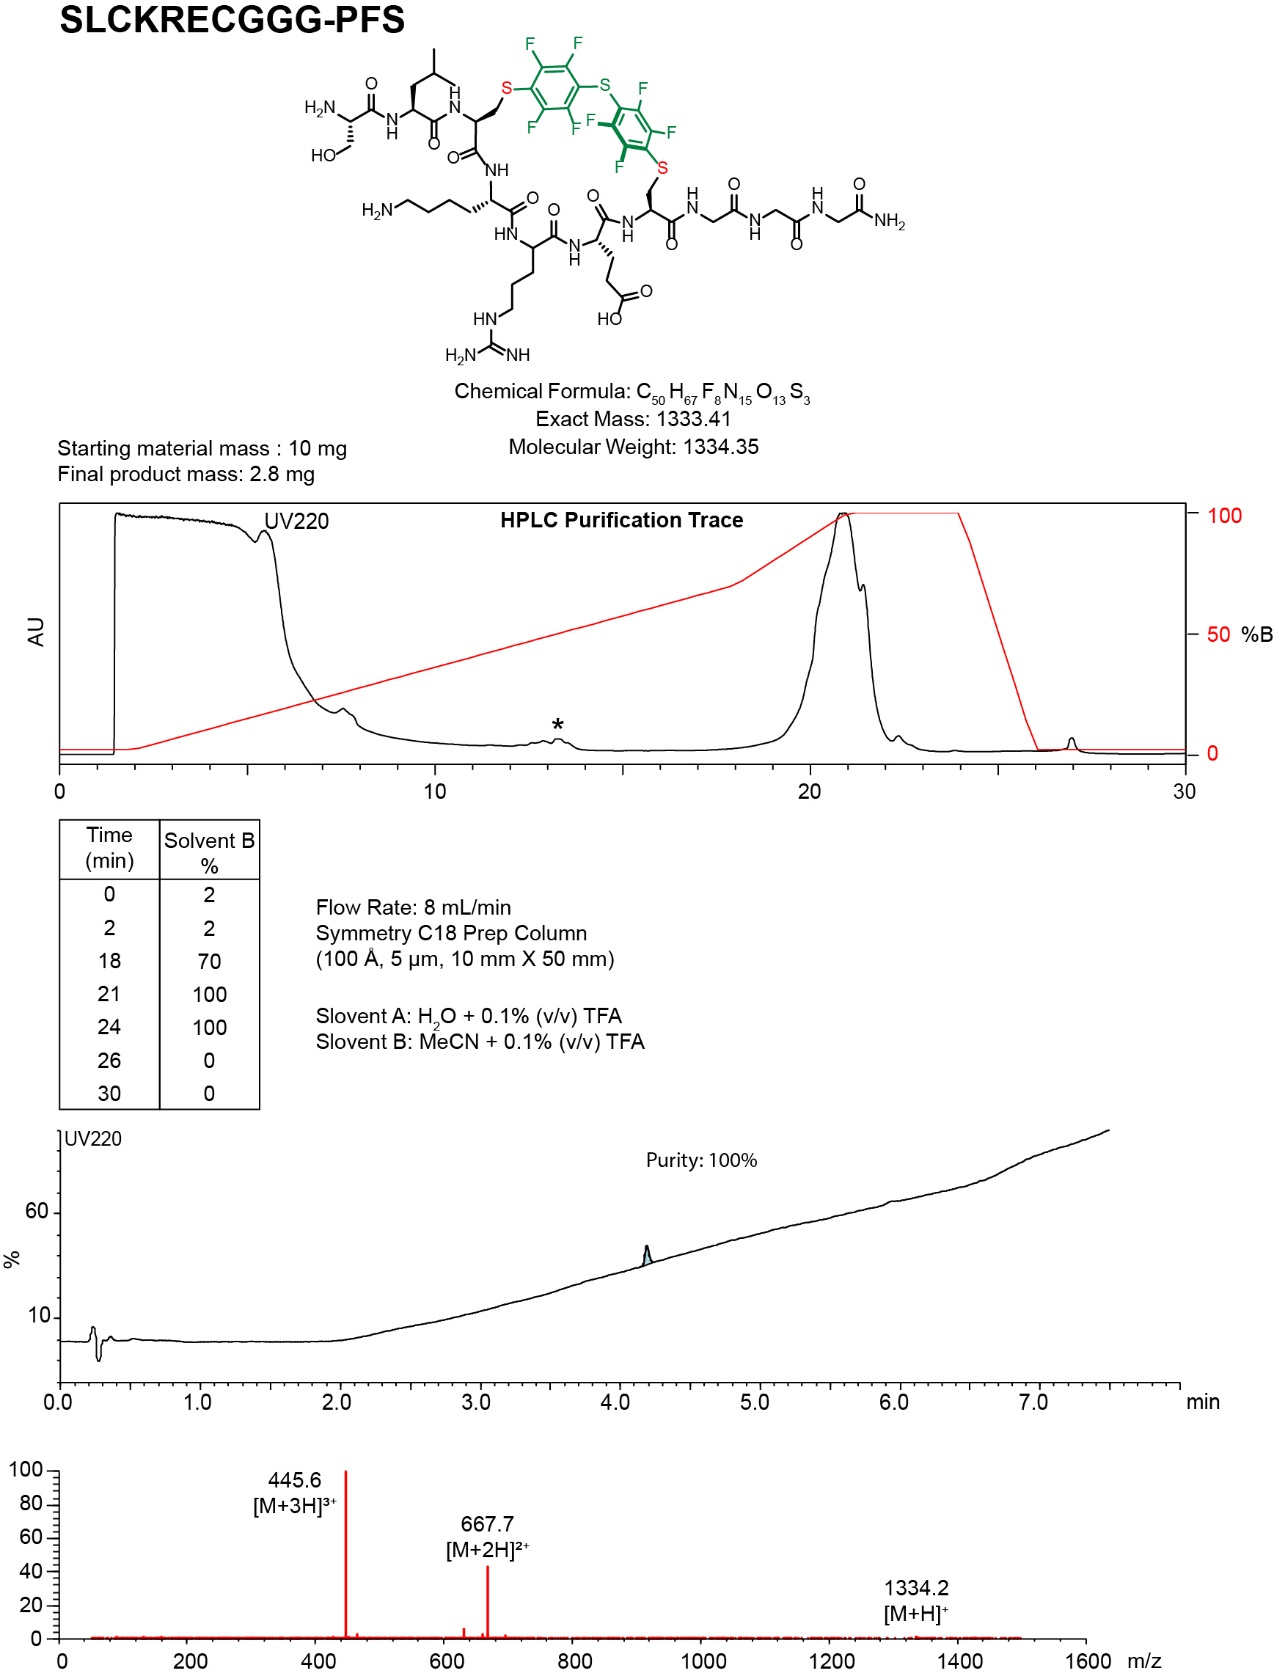 SLCKRECGGG-PFS
F F
S S F
H₂N O N H S F F F F
HO N H O O F S
NH
H₂N O O O H N O H N O NH₂
HN N H N H O N H O
O
HN HO
H₂N NH
Chemical Formula: C₅₀H₆₇F₈N₁₅O₁₃S₃
Exact Mass: 1333.41
Molecular Weight: 1334.35
Starting material mass : 10 mg
Final product mass: 2.8 mg
UV220
HPLC Purification Trace
*
AU
100
50 %B
0
0 10 20 30
Time (min) Solvent B %
0 2
2 2
18 70
21 100
24 100
26 0
30 0
Flow Rate: 8 mL/min
Symmetry C18 Prep Column
(100 Å, 5 µm, 10 mm X 50 mm)
Slovent A: H₂O + 0.1% (v/v) TFA
Slovent B: MeCN + 0.1% (v/v) TFA
UV220
Purity: 100%
60
%
10
0.0 1.0 2.0 3.0 4.0 5.0 6.0 7.0 min
100
80
60
40
20
0
445.6
[M+3H]³⁺
667.7
[M+2H]²⁺
1334.2
[M+H]⁺
0 200 400 600 800 1000 1200 1400 1600 m/z